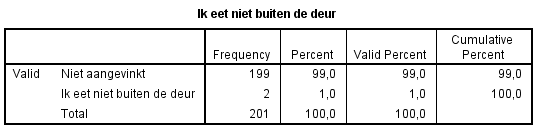 Ik eet niet buiten de deur
Frequency Percent Valid Percent Cumulative Percent
Valid Niet aangevinkt 199 99,0 99,0 99,0
Ik eet niet buiten de deur 2 1,0 1,0 100,0
Total 201 100,0 100,0